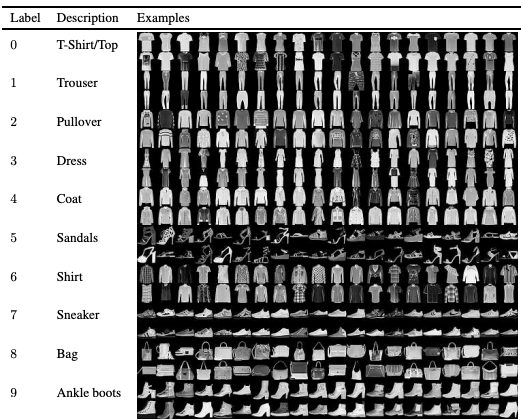 Label Description Examples
0 T-Shirt/Top
1 Trouser
2 Pullover
3 Dress
4 Coat
5 Sandals
6 Shirt
7 Sneaker
8 Bag
9 Ankle boots